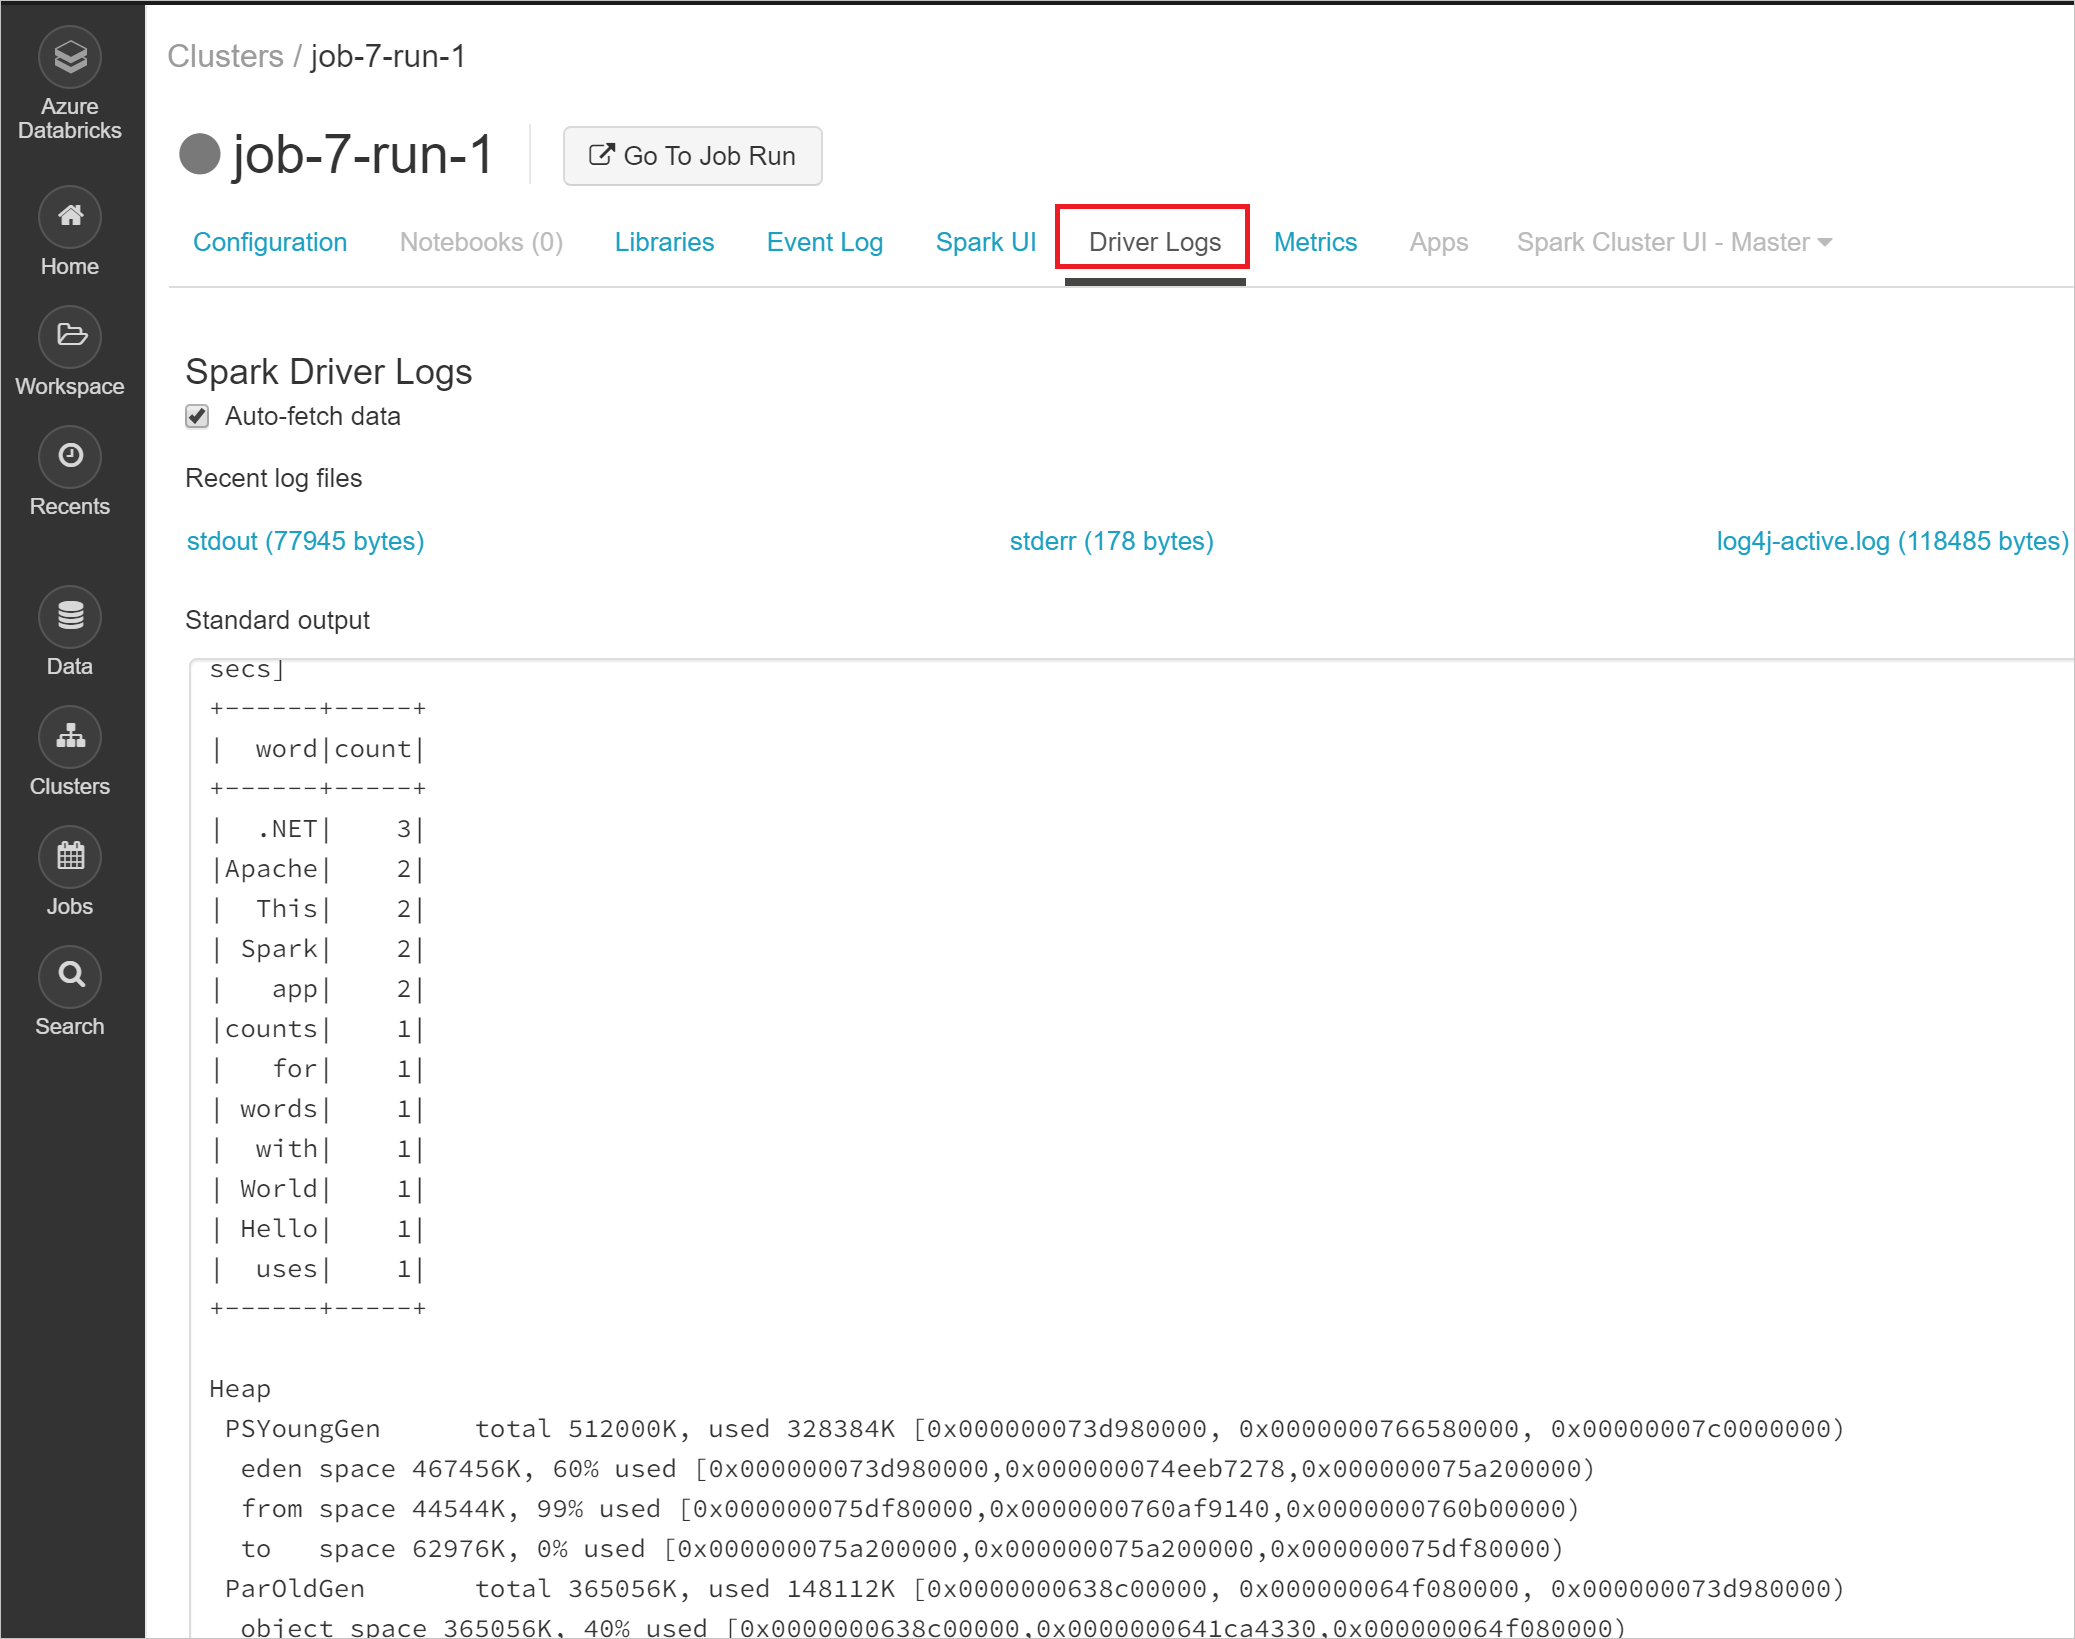 Azure
Databricks
Home
Workspace
Recents
Data
Clusters
Jobs
Search
Clusters / job-7-run-1
job-7-run-1
Go To Job Run
Configuration Notebooks (0) Libraries Event Log Spark UI Driver Logs Metrics Apps Spark Cluster UI - Master
Spark Driver Logs
Auto-fetch data
Recent log files
stdout (77945 bytes) stderr (178 bytes) log4j-active.log (118485 bytes)
Standard output
secs]
+------+-----+
|  word|count|
+------+-----+
|  .NET|    3|
|Apache|    2|
|  This|    2|
| Spark|    2|
|   app|    2|
|counts|    1|
|   for|    1|
| words|    1|
|  with|    1|
| World|    1|
| Hello|    1|
|  uses|    1|
+------+-----+
Heap
 PSYoungGen      total 512000K, used 328384K [0x000000073d980000, 0x0000000766580000, 0x00000007c0000000)
  eden space 467456K, 60% used [0x000000073d980000,0x000000074eeb7278,0x000000075a200000)
  from space 44544K, 99% used [0x000000075df80000,0x0000000760af9140,0x0000000760b00000)
  to   space 62976K, 0% used [0x000000075a200000,0x000000075a200000,0x000000075df80000)
 ParOldGen       total 365056K, used 148112K [0x0000000638c00000, 0x000000064f080000, 0x000000073d980000)
  object space 365056K, 40% used [0x0000000638c00000,0x0000000641ca4330,0x000000064f080000)